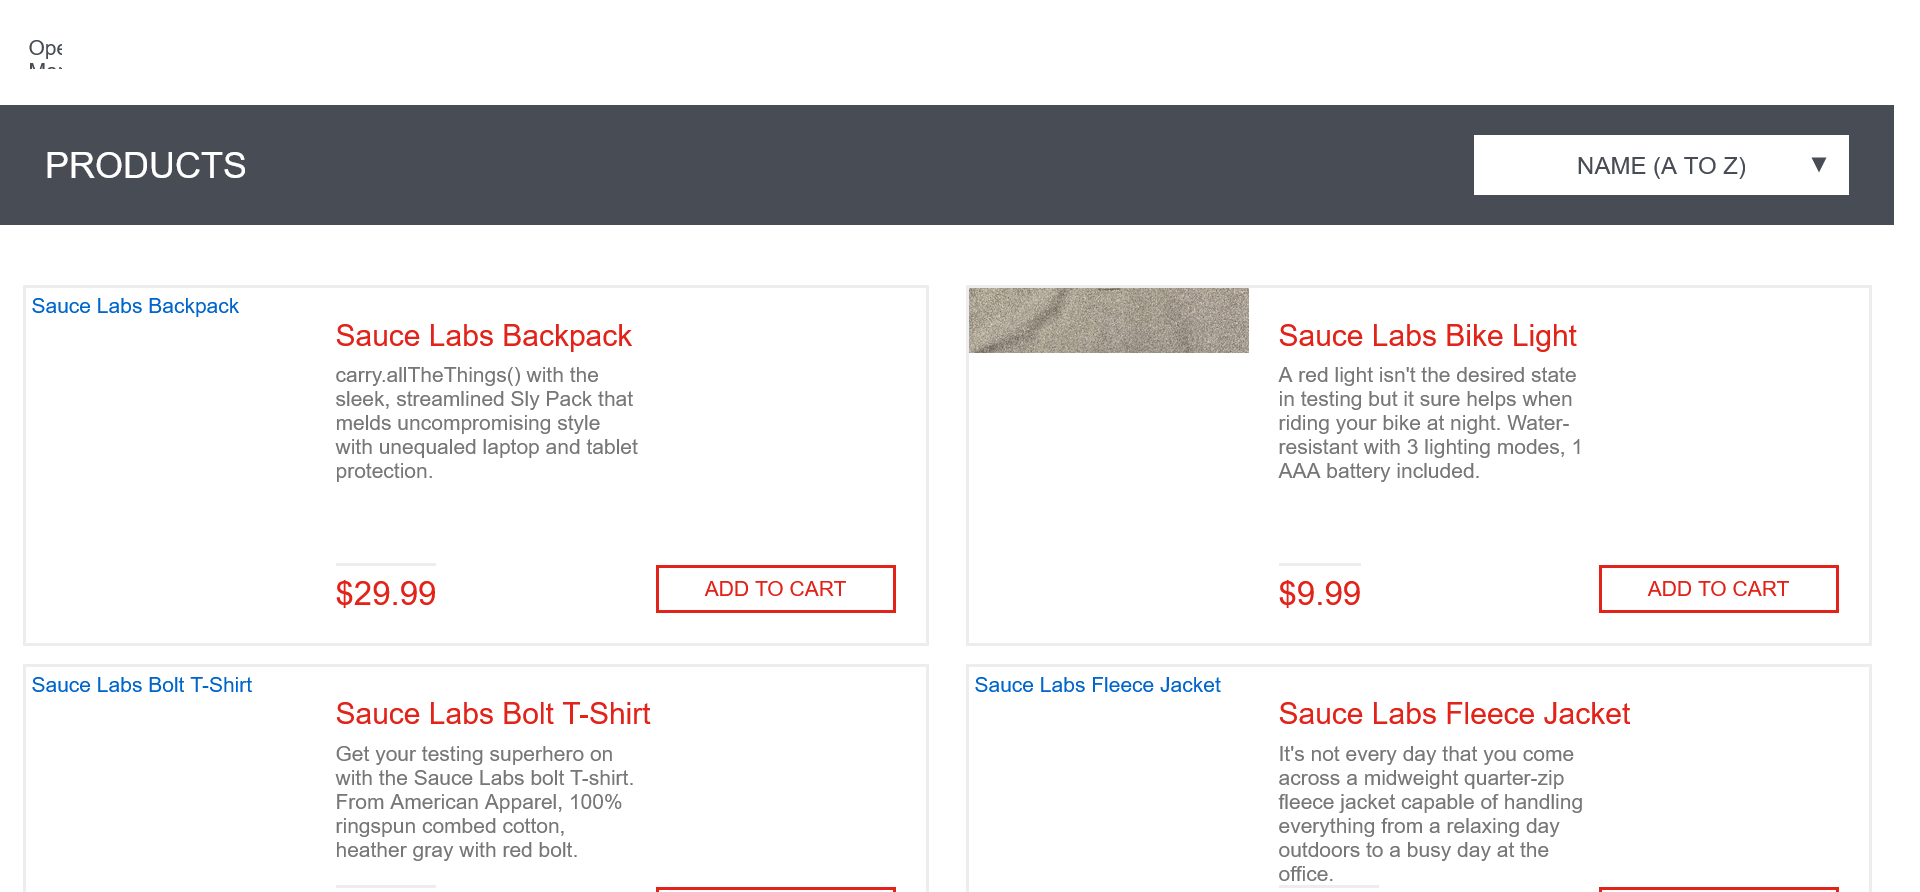 Ope
PRODUCTS
NAME (A TO Z) ▼
Sauce Labs Backpack
Sauce Labs Backpack
carry.allTheThings() with the
sleek, streamlined Sly Pack that
melds uncompromising style
with unequaled laptop and tablet
protection.
$29.99
ADD TO CART
Sauce Labs Bike Light
A red light isn't the desired state
in testing but it sure helps when
riding your bike at night. Water-
resistant with 3 lighting modes, 1
AAA battery included.
$9.99
ADD TO CART
Sauce Labs Bolt T-Shirt
Sauce Labs Bolt T-Shirt
Get your testing superhero on
with the Sauce Labs bolt T-shirt.
From American Apparel, 100%
ringspun combed cotton,
heather gray with red bolt.
Sauce Labs Fleece Jacket
Sauce Labs Fleece Jacket
It's not every day that you come
across a midweight quarter-zip
fleece jacket capable of handling
everything from a relaxing day
outdoors to a busy day at the
office.